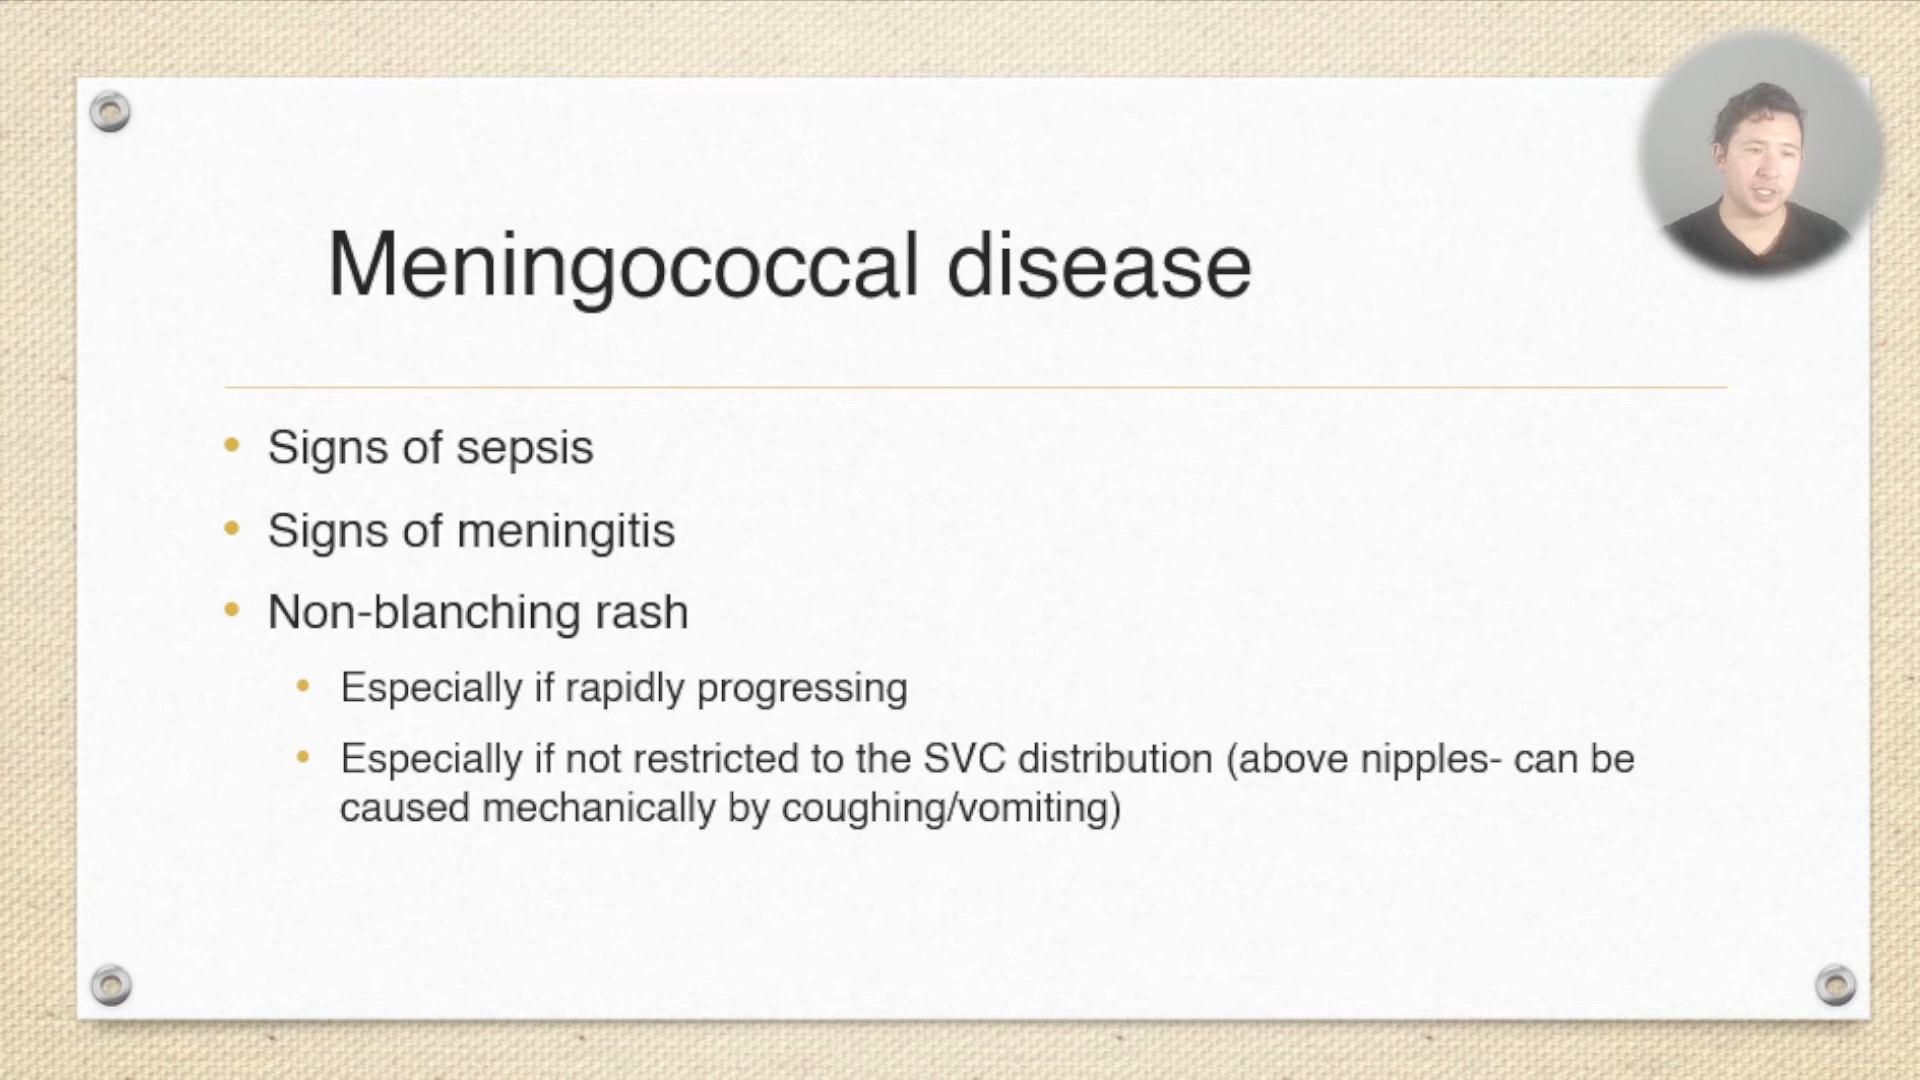 Meningococcal disease
Signs of sepsis
Signs of meningitis
Non-blanching rash
Especially if rapidly progressing
Especially if not restricted to the SVC distribution (above nipples- can be
caused mechanically by coughing/vomiting)